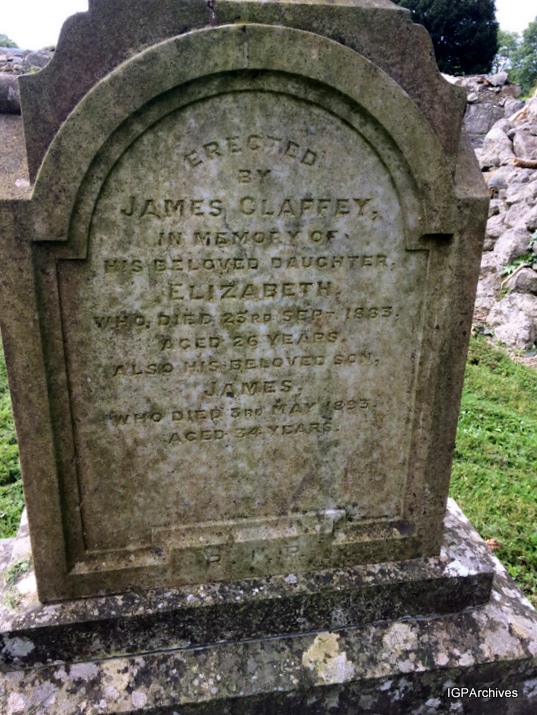 ERECTED
BY
JAMES CLAFFEY,
IN MEMORY OF
HIS BELOVED DAUGHTER,
ELIZABETH,
WHO, DIED 23RD SEPT 1883.
AGED 26 YEARS.
ALSO HIS BELOVED SON,
JAMES.
WHO DIED 3RD MAY 1893.
AGED 34 YEARS.
R.I.P.
IGPArchives